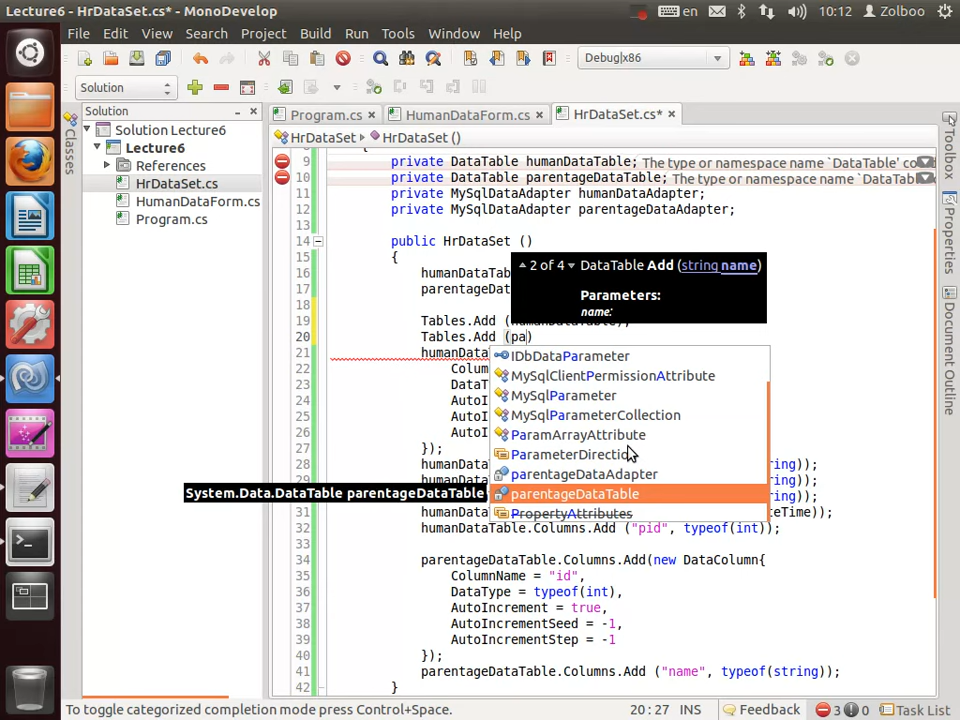 Lecture6 - HrDataSet.cs* - MonoDevelop
en
10:12
Zolboo
File Edit View Search Project Build Run Tools Window Help
Solution
Debug|x86
Classes
Solution
Solution Lecture6
Lecture6
References
HrDataSet.cs
HumanDataForm.cs
Program.cs
Program.cs
HumanDataForm.cs
HrDataSet.cs*
HrDataSet
HrDataSet ()
9 private DataTable humanDataTable; The type or namespace name `DataTable' co
10 private DataTable parentageDataTable; The type or namespace name `DataTab
11 private MySqlDataAdapter humanDataAdapter;
12 private MySqlDataAdapter parentageDataAdapter;
13
14 public HrDataSet ()
15 {
16 humanDataTab
17 parentageDat
18
19 Tables.Add (humanDataTable);
20 Tables.Add (pa)
21 humanData
22 Colum
23 DataT
24 AutoI
25 AutoI
26 AutoI
27 });
28 humanDa ring));
29 humanDa ring));
30 humanDa ring));
31 humanDa teTime));
32 humanDataTable.Columns.Add ("pid", typeof(int));
33
34 parentageDataTable.Columns.Add(new DataColumn{
35 ColumnName = "id",
36 DataType = typeof(int),
37 AutoIncrement = true,
38 AutoIncrementSeed = -1,
39 AutoIncrementStep = -1
40 });
41 parentageDataTable.Columns.Add ("name", typeof(string));
42 }
2 of 4 DataTable Add (string name)
Parameters:
name:
IDbDataParameter
MySqlClientPermissionAttribute
MySqlParameter
MySqlParameterCollection
ParamArrayAttribute
ParameterDirection
parentageDataAdapter
parentageDataTable
PropertyAttributes
System.Data.DataTable parentageDataTable
Toolbox
Properties
Document Outline
To toggle categorized completion mode press Control+Space.
20 : 27
INS
Feedback
3
0
Task List